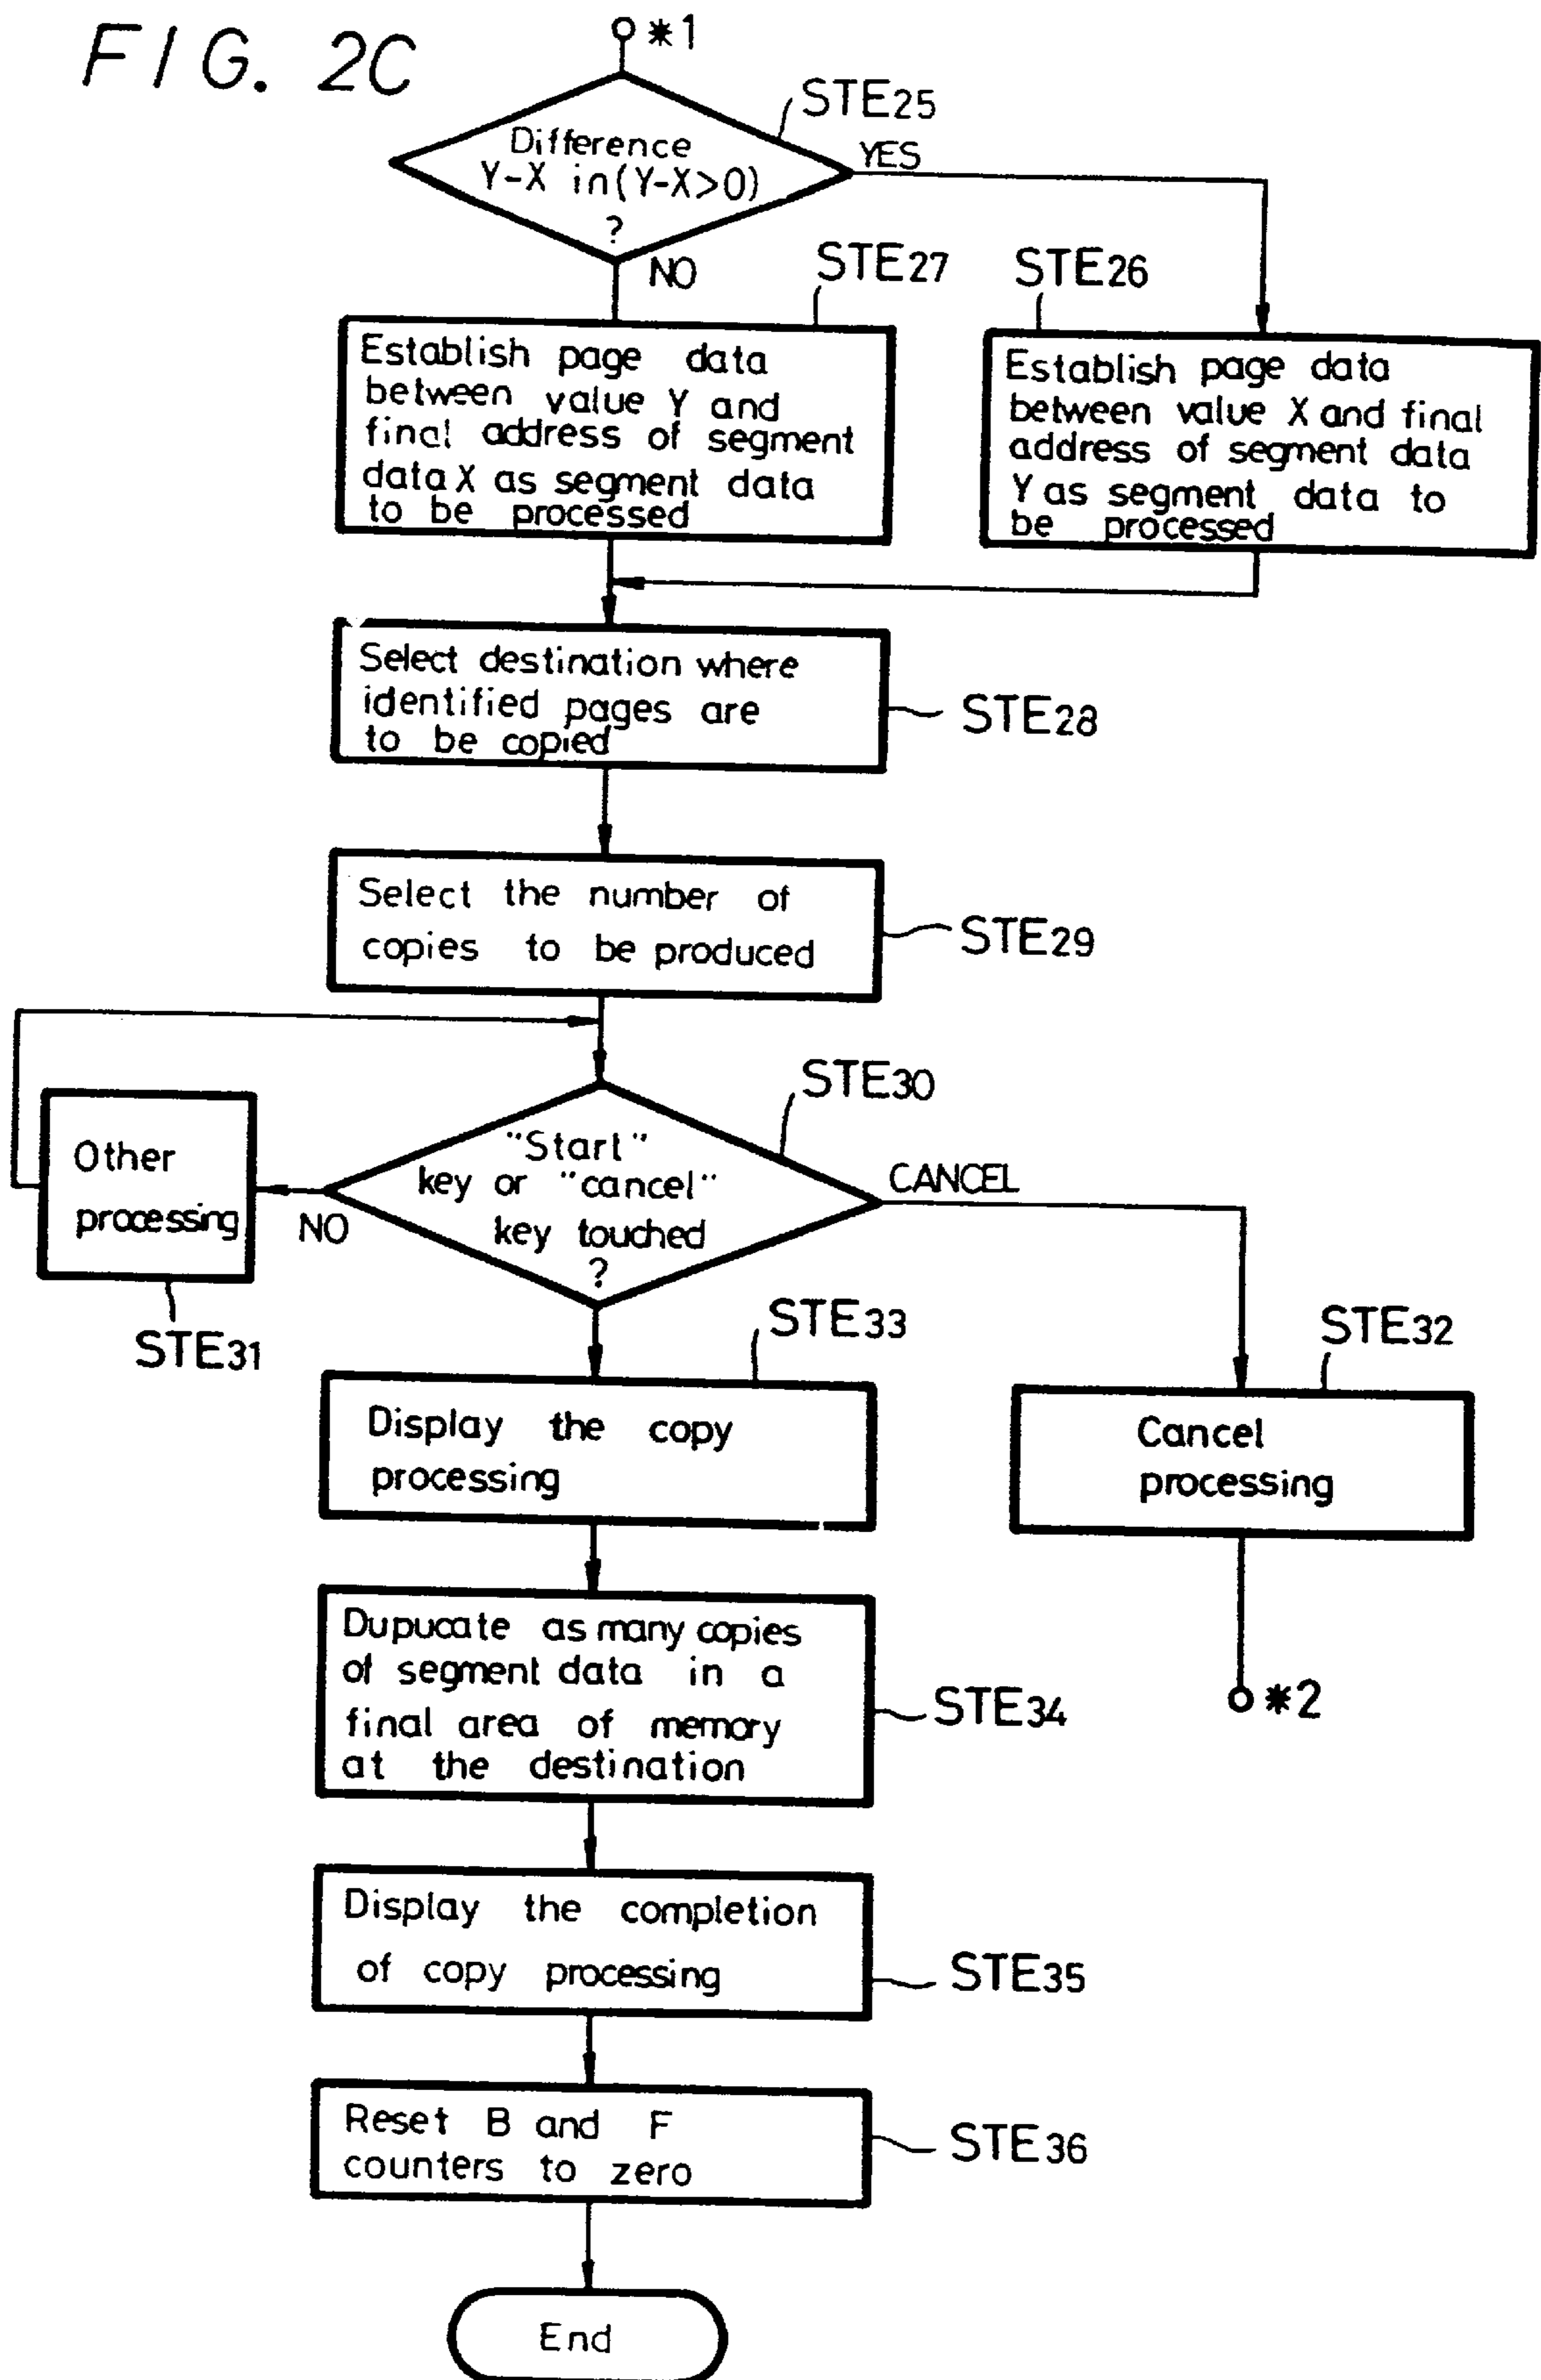 FIG. 2C
*1
STE25
Difference
Y-X in(Y-X>0)
?
YES
NO
STE27
STE26
Establish page data
between value Y and
final address of segment
data X as segment data
to be processed
Establish page data
between value X and final
address of segment data
Y as segment data to
be processed
Select destination where
identified pages are
to be copied
STE28
Select the number of
copies to be produced
STE29
STE30
"Start"
key or "cancel"
key touched
?
CANCEL
NO
Other
processing
STE31
STE33
STE32
Display the copy
processing
Cancel
processing
Dupucate as many copies
of segment data in a
final area of memory
at the destination
STE34
*2
Display the completion
of copy processing
STE35
Reset B and F
counters to zero
STE36
End